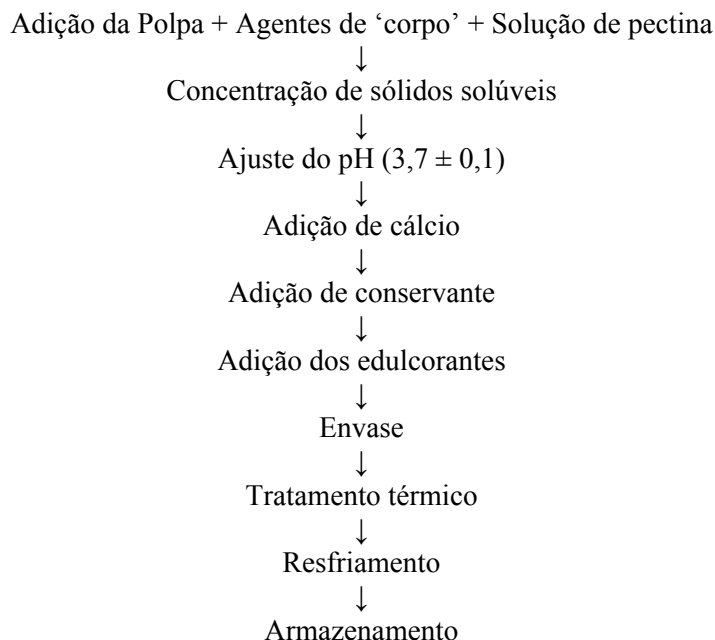 Adição da Polpa + Agentes de ‘corpo’ + Solução de pectina
↓
Concentração de sólidos solúveis
↓
Ajuste do pH (3,7 ± 0,1)
↓
Adição de cálcio
↓
Adição de conservante
↓
Adição dos edulcorantes
↓
Envase
↓
Tratamento térmico
↓
Resfriamento
↓
Armazenamento